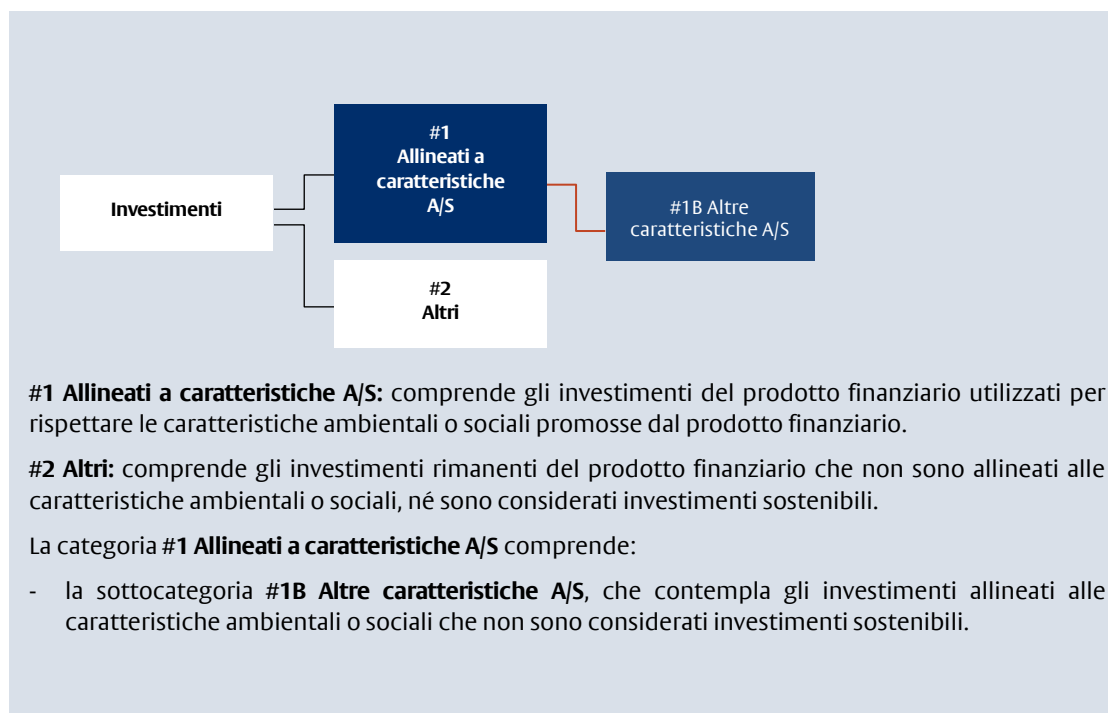 #1
Allineati a
caratteristiche
A/S
Investimenti
#1B Altre
caratteristiche A/S
#2
Altri
#1 Allineati a caratteristiche A/S: comprende gli investimenti del prodotto finanziario utilizzati per
rispettare le caratteristiche ambientali o sociali promosse dal prodotto finanziario.
#2 Altri: comprende gli investimenti rimanenti del prodotto finanziario che non sono allineati alle
caratteristiche ambientali o sociali, né sono considerati investimenti sostenibili.
La categoria #1 Allineati a caratteristiche A/S comprende:
- la sottocategoria #1B Altre caratteristiche A/S, che contempla gli investimenti allineati alle
caratteristiche ambientali o sociali che non sono considerati investimenti sostenibili.